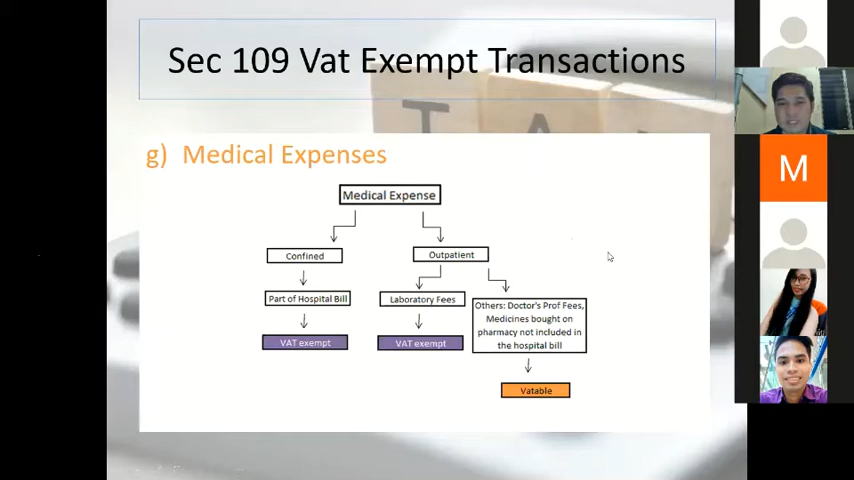 Sec 109 Vat Exempt Transactions
T A
g) Medical Expenses
Medical Expense
Confined
Outpatient
Part of Hospital Bill
Laboratory Fees
Others: Doctor's Prof Fees,
Medicines bought on
pharmacy not included in
the hospital bill
VAT exempt
VAT exempt
Vatable
M